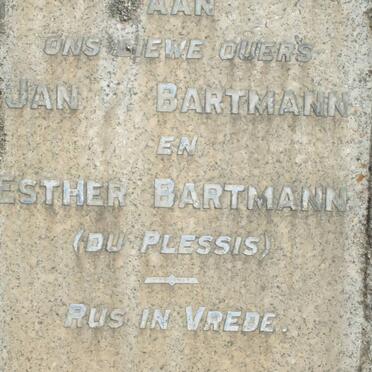 AAN
ONS LIEWE OUERS
JAN BARTMANN
EN
ESTHER BARTMANN
(DU PLESSIS)
RUS IN VREDE.